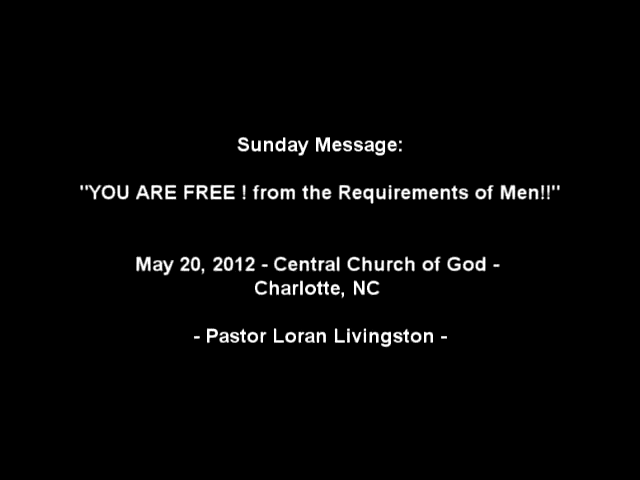 Sunday Message:
"YOU ARE FREE ! from the Requirements of Men!!"
May 20, 2012 - Central Church of God -
Charlotte, NC
- Pastor Loran Livingston -